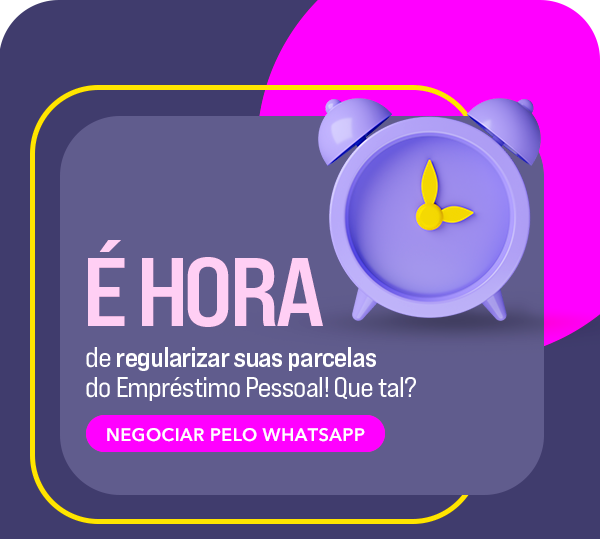 É HORA
de regularizar suas parcelas
do Empréstimo Pessoal! Que tal?
NEGOCIAR PELO WHATSAPP